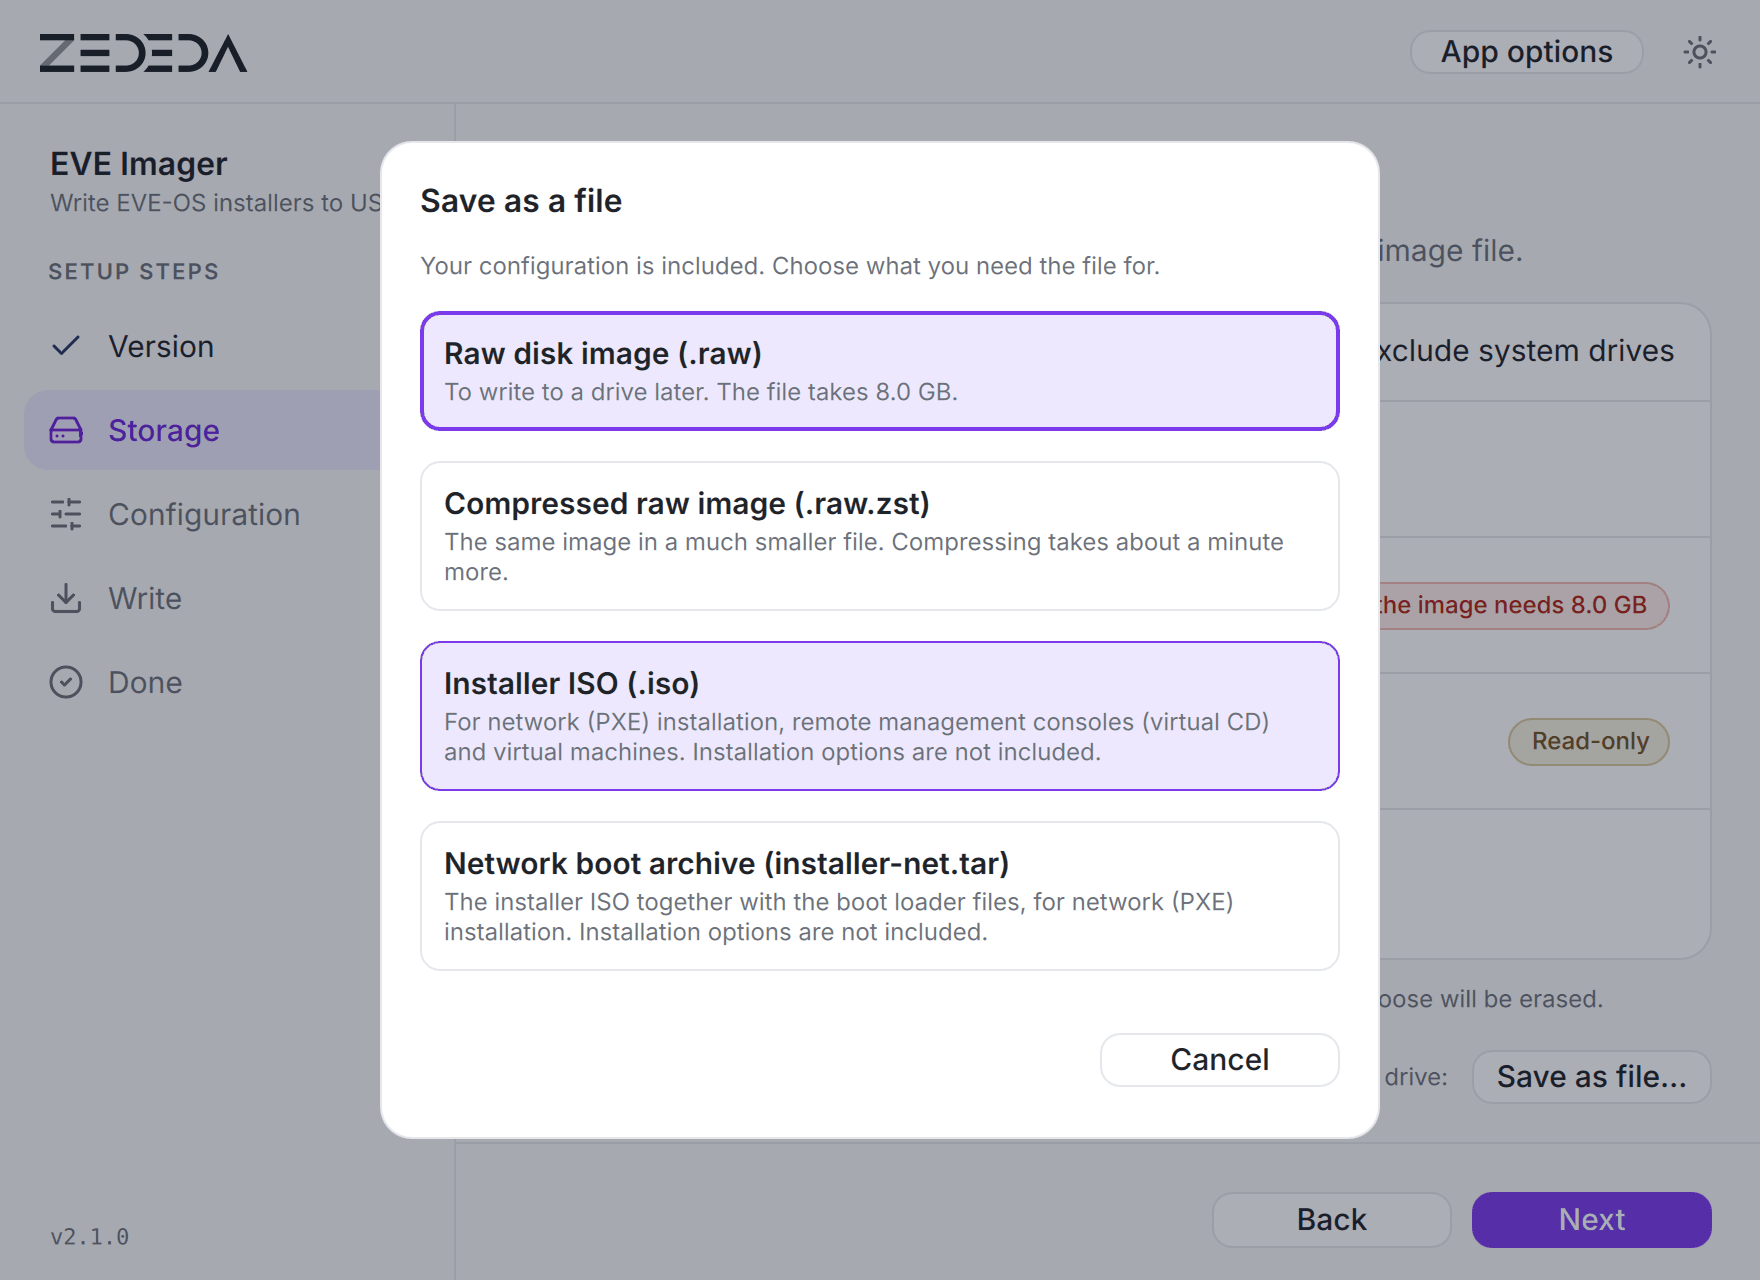 ZEDEDA
App options
EVE Imager
Write EVE-OS installers to US
SETUP STEPS
Version
Storage
Configuration
Write
Done
v2.1.0
Save as a file
Your configuration is included. Choose what you need the file for.
Raw disk image (.raw)
To write to a drive later. The file takes 8.0 GB.
Compressed raw image (.raw.zst)
The same image in a much smaller file. Compressing takes about a minute
more.
Installer ISO (.iso)
For network (PXE) installation, remote management consoles (virtual CD)
and virtual machines. Installation options are not included.
Network boot archive (installer-net.tar)
The installer ISO together with the boot loader files, for network (PXE)
installation. Installation options are not included.
Cancel
image file.
xclude system drives
the image needs 8.0 GB
Read-only
oose will be erased.
drive:
Save as file...
Back
Next